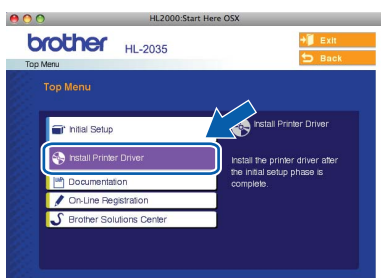 HL2000:Start Here OSX
brother HL-2035
Exit
Back
Top Menu
Top Menu
Initial Setup
Install Printer Driver
Documentation
On-Line Registration
Brother Solutions Center
Install Printer Driver
Install the printer driver after
the initial setup phase is
complete.